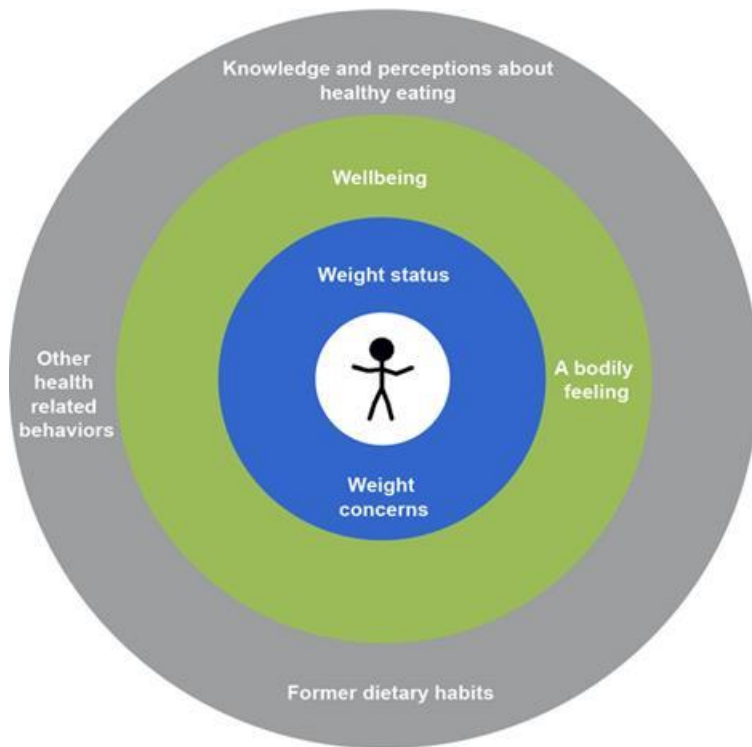 Knowledge and perceptions about
healthy eating
Wellbeing
Weight status
Other
health
related
behaviors
A bodily
feeling
Weight
concerns
Former dietary habits